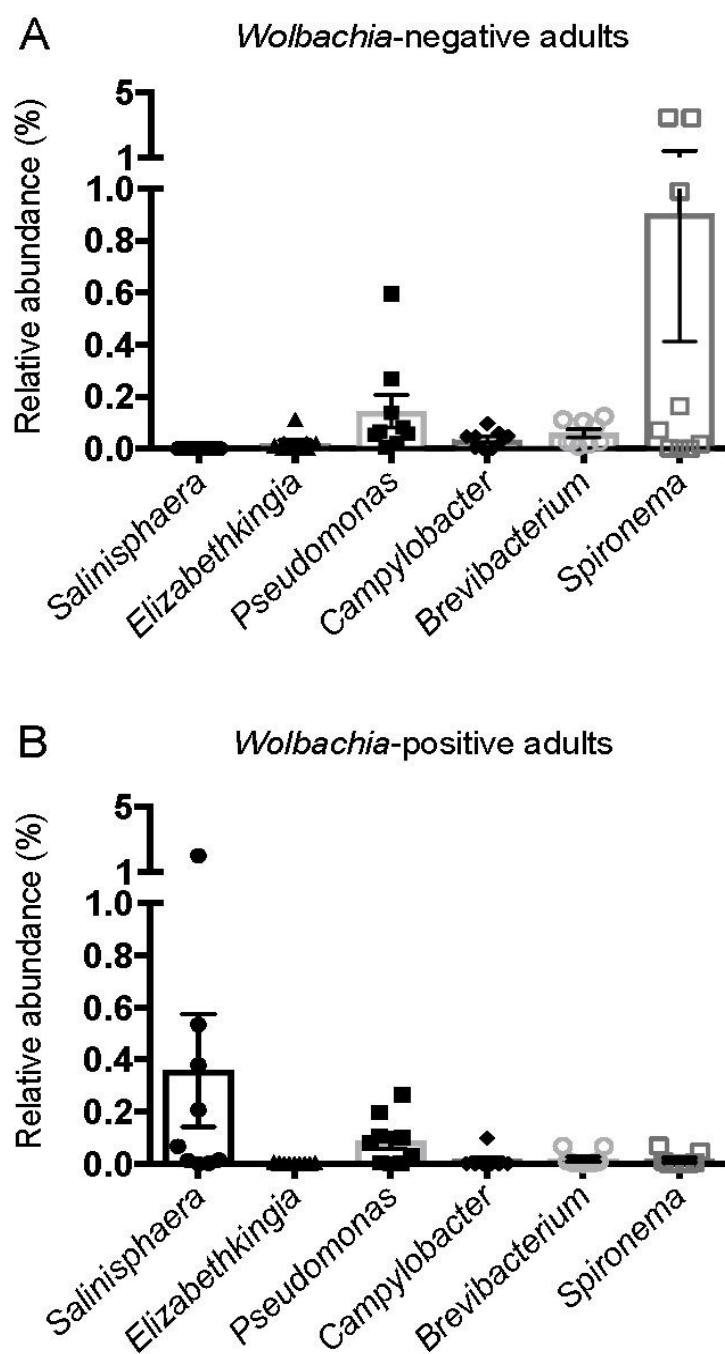 A
Wolbachia-negative adults
Relative abundance (%)
5
1
1.0
0.8
0.6
0.4
0.2
0.0
Salinisphaera
Elizabethkingia
Pseudomonas
Campylobacter
Brevibacterium
Spironema
B
Wolbachia-positive adults
Relative abundance (%)
5
1
1.0
0.8
0.6
0.4
0.2
0.0
Salinisphaera
Elizabethkingia
Pseudomonas
Campylobacter
Brevibacterium
Spironema